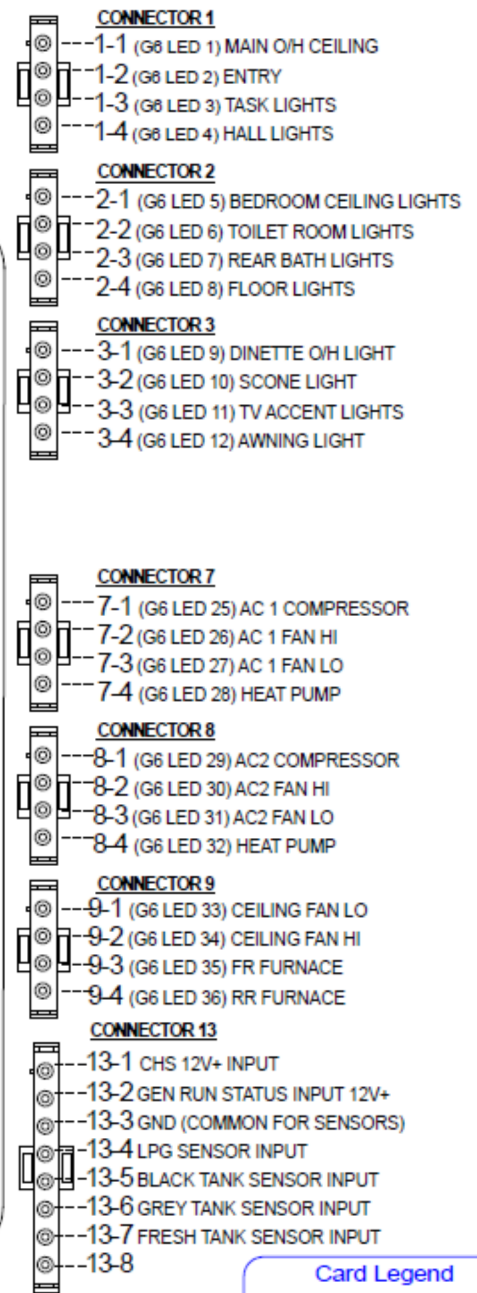 CONNECTOR 1
1-1 (G6 LED 1) MAIN O/H CEILING
1-2 (G6 LED 2) ENTRY
1-3 (G6 LED 3) TASK LIGHTS
1-4 (G6 LED 4) HALL LIGHTS
CONNECTOR 2
2-1 (G6 LED 5) BEDROOM CEILING LIGHTS
2-2 (G6 LED 6) TOILET ROOM LIGHTS
2-3 (G6 LED 7) REAR BATH LIGHTS
2-4 (G6 LED 8) FLOOR LIGHTS
CONNECTOR 3
3-1 (G6 LED 9) DINETTE O/H LIGHT
3-2 (G6 LED 10) SCONE LIGHT
3-3 (G6 LED 11) TV ACCENT LIGHTS
3-4 (G6 LED 12) AWNING LIGHT
CONNECTOR 7
7-1 (G6 LED 25) AC 1 COMPRESSOR
7-2 (G6 LED 26) AC 1 FAN HI
7-3 (G6 LED 27) AC 1 FAN LO
7-4 (G6 LED 28) HEAT PUMP
CONNECTOR 8
8-1 (G6 LED 29) AC2 COMPRESSOR
8-2 (G6 LED 30) AC2 FAN HI
8-3 (G6 LED 31) AC2 FAN LO
8-4 (G6 LED 32) HEAT PUMP
CONNECTOR 9
9-1 (G6 LED 33) CEILING FAN LO
9-2 (G6 LED 34) CEILING FAN HI
9-3 (G6 LED 35) FR FURNACE
9-4 (G6 LED 36) RR FURNACE
CONNECTOR 13
13-1 CHS 12V+ INPUT
13-2 GEN RUN STATUS INPUT 12V+
13-3 GND (COMMON FOR SENSORS)
13-4 LPG SENSOR INPUT
13-5 BLACK TANK SENSOR INPUT
13-6 GREY TANK SENSOR INPUT
13-7 FRESH TANK SENSOR INPUT
13-8
Card Legend